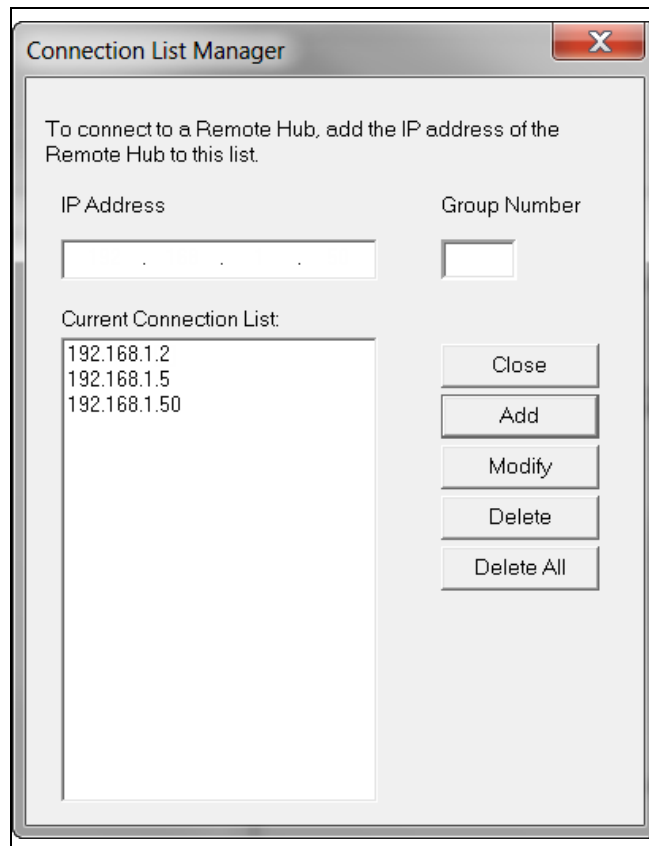 Connection List Manager
To connect to a Remote Hub, add the IP address of the
Remote Hub to this list.
IP Address
Group Number
. . .
Current Connection List:
192.168.1.2
192.168.1.5
192.168.1.50
Close
Add
Modify
Delete
Delete All